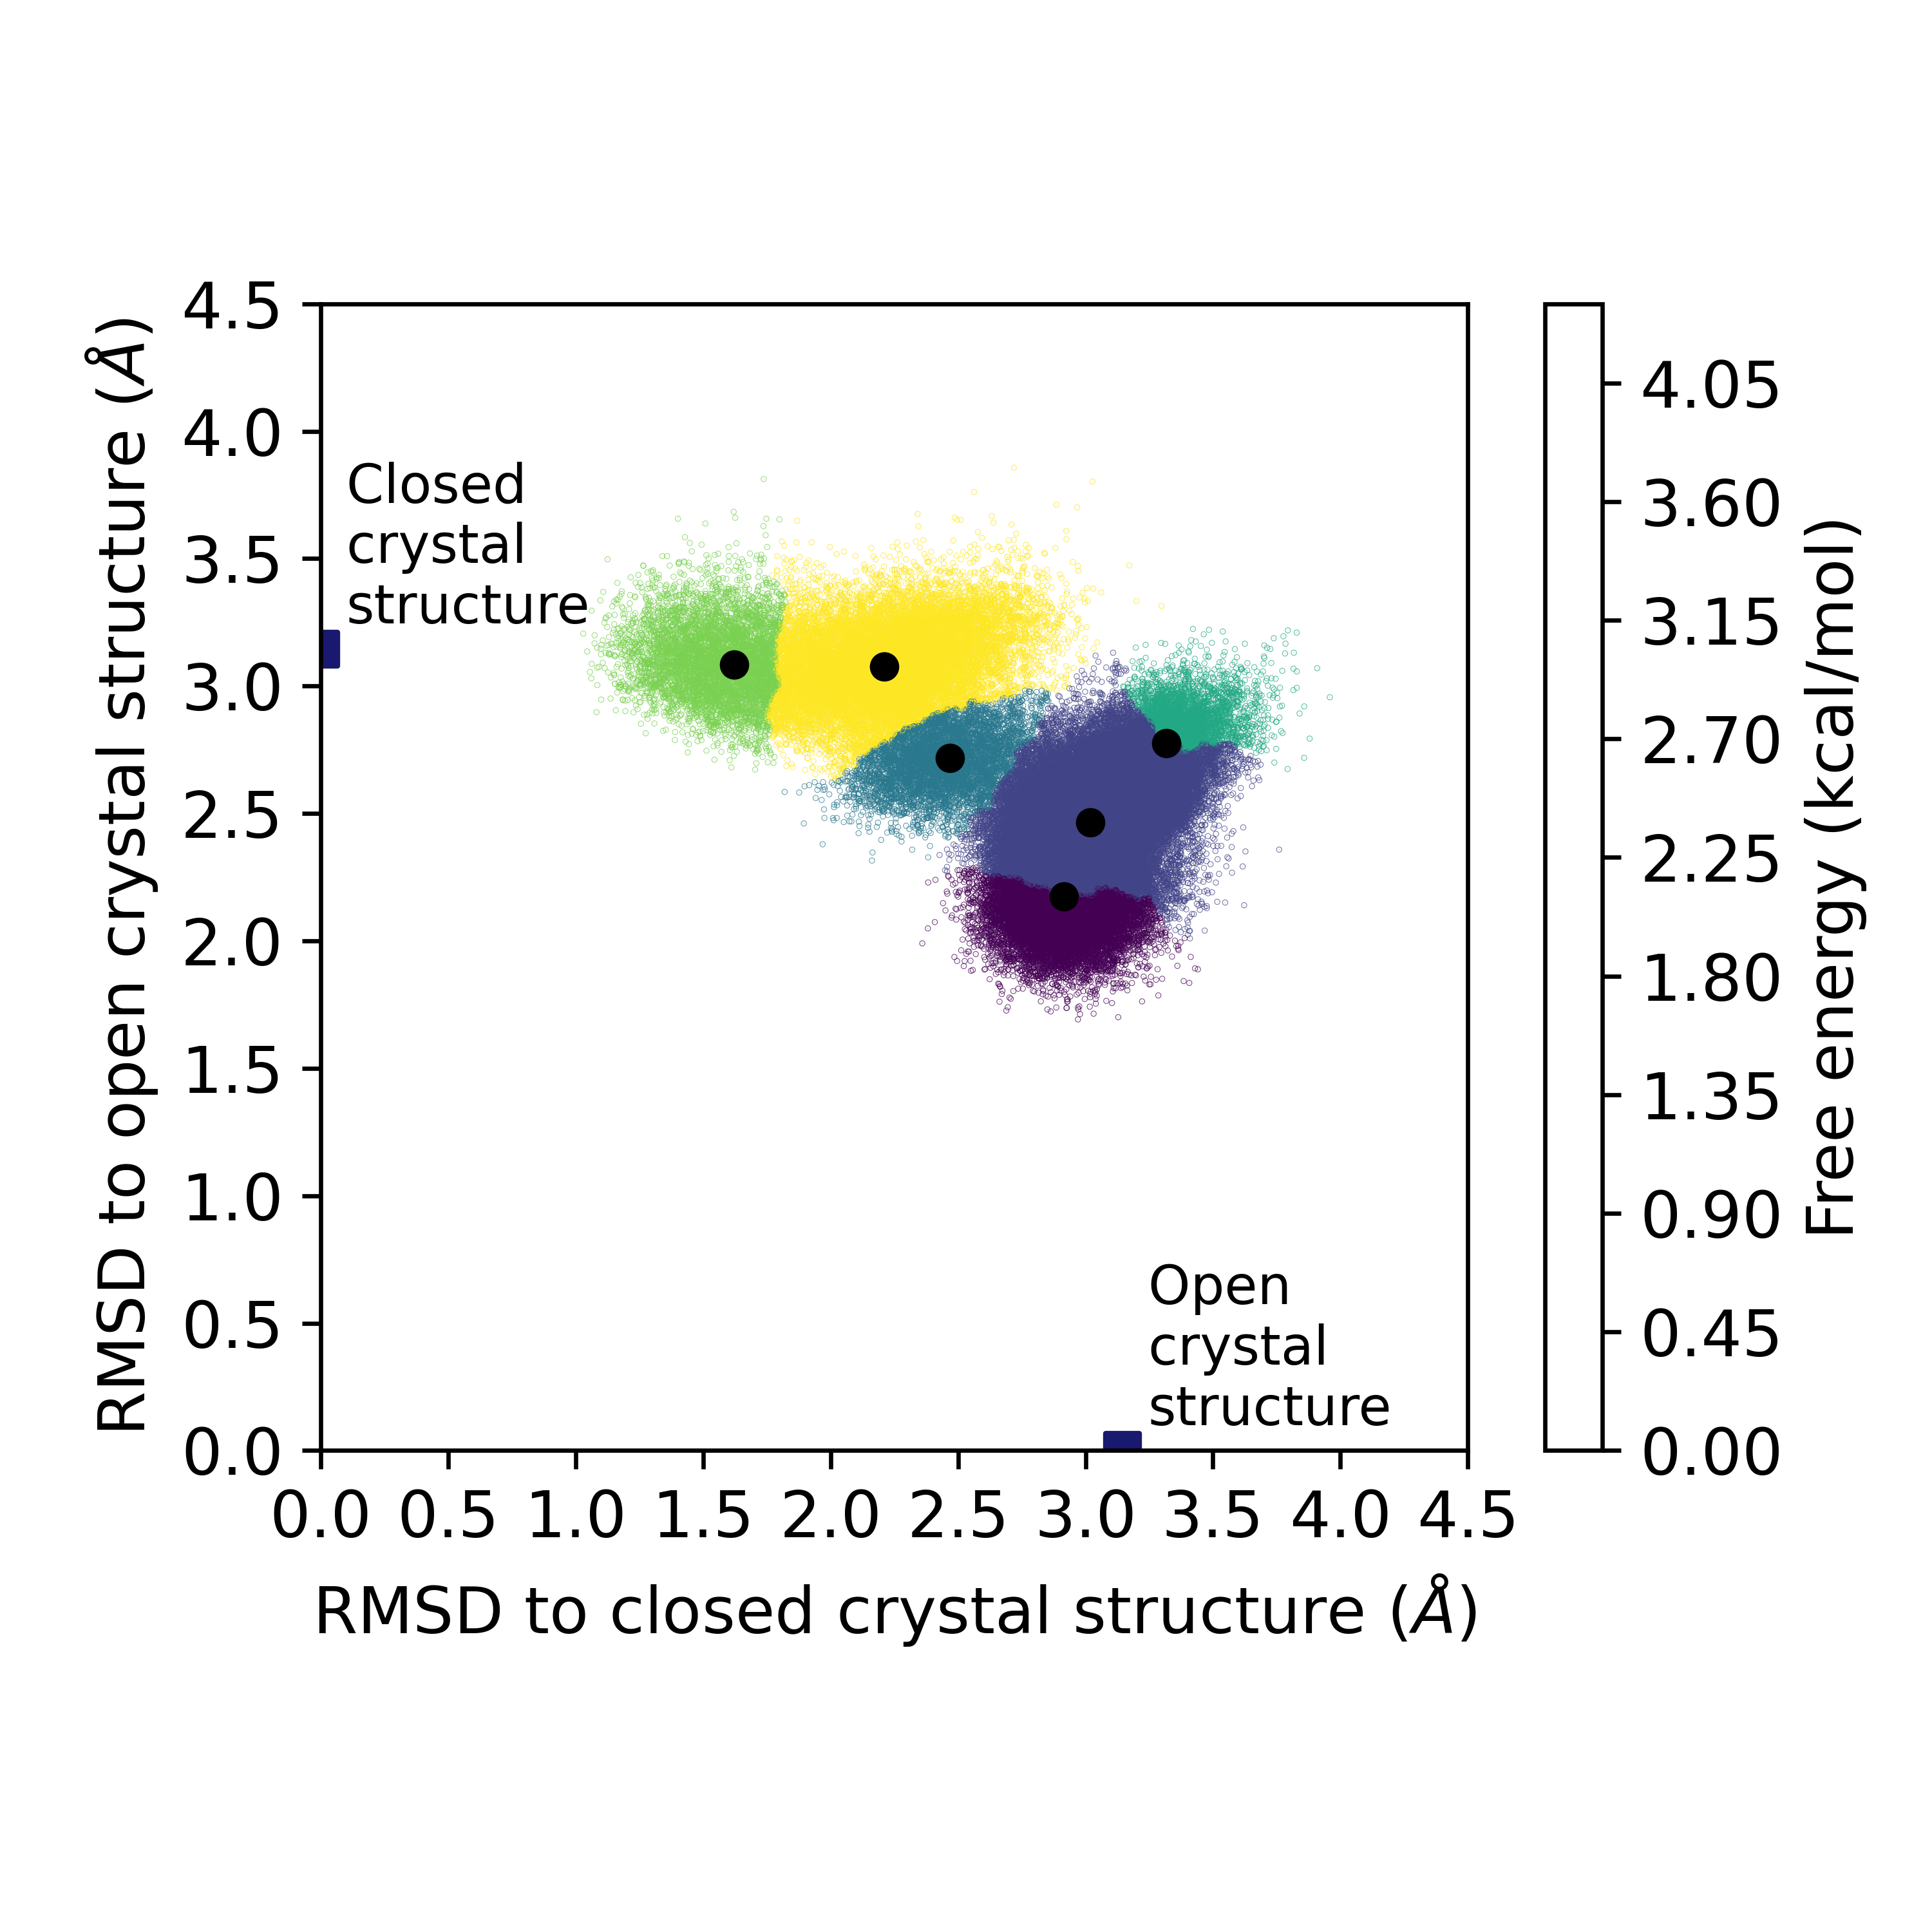 RMSD to open crystal structure (Å)
4.5
4.0
3.5
3.0
2.5
2.0
1.5
1.0
0.5
0.0
Closed
crystal
structure
Open
crystal
structure
0.0 0.5 1.0 1.5 2.0 2.5 3.0 3.5 4.0 4.5
RMSD to closed crystal structure (Å)
4.05
3.60
3.15
2.70
2.25
1.80
1.35
0.90
0.45
0.00
Free energy (kcal/mol)